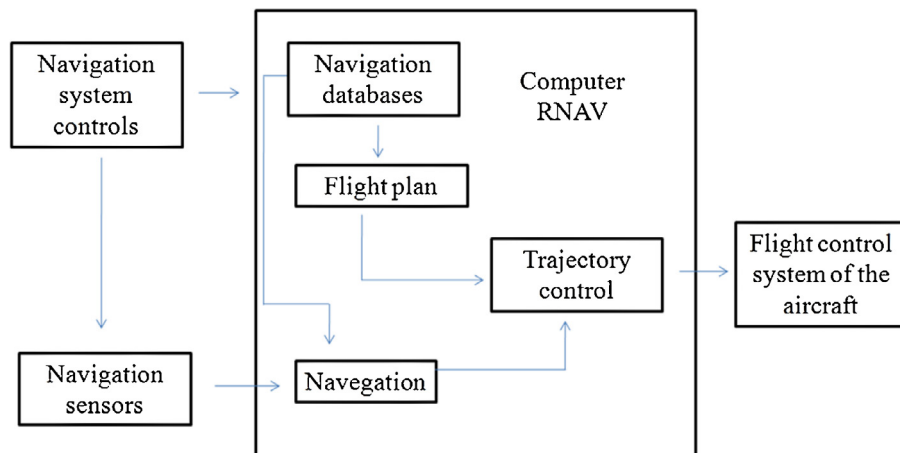 Navigation
system
controls
Navigation
databases
Computer
RNAV
Flight plan
Trajectory
control
Flight control
system of the
aircraft
Navigation
sensors
Navegation